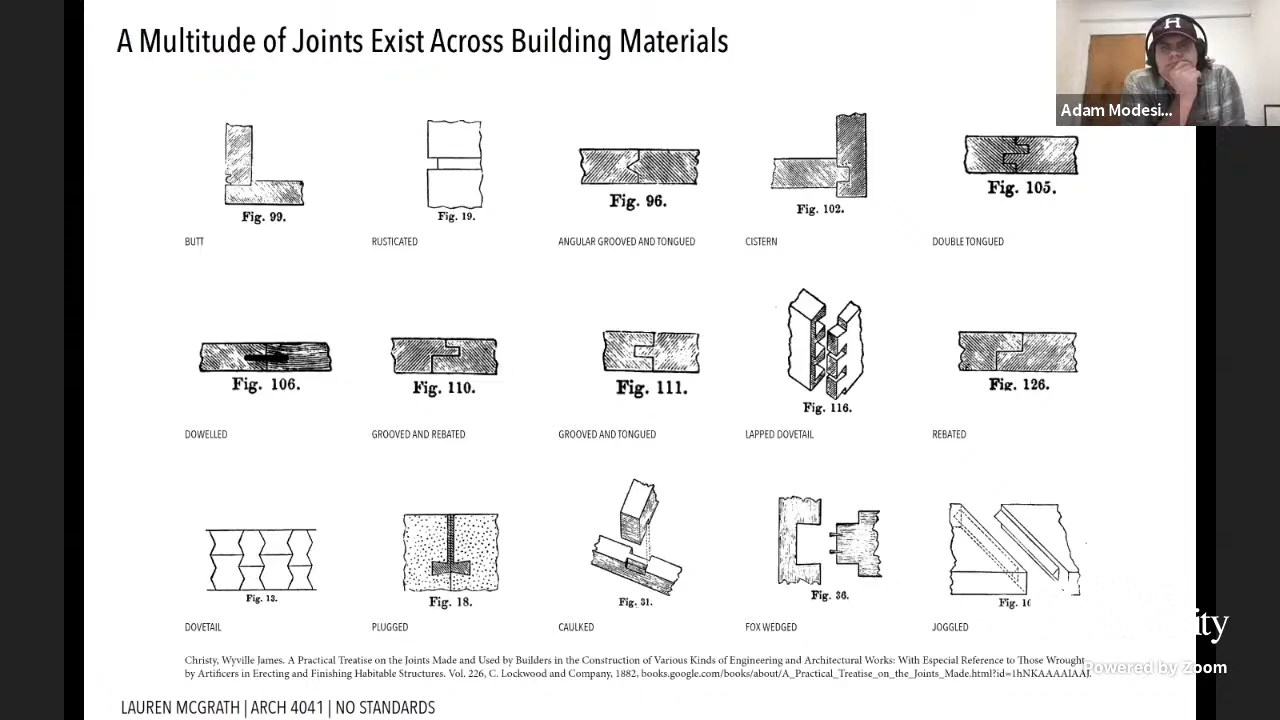 A Multitude of Joints Exist Across Building Materials
H
Adam Modesi...
Fig. 99.
Fig. 19.
Fig. 96.
Fig. 102.
Fig. 105.
BUTT
RUSTICATED
ANGULAR GROOVED AND TONGUED
CISTERN
DOUBLE TONGUED
Fig. 106.
Fig. 110.
Fig. 111.
Fig. 116.
Fig. 126.
DOWELLED
GROOVED AND REBATED
GROOVED AND TONGUED
LAPPED DOVETAIL
REBATED
Fig. 13.
Fig. 18.
Fig. 31.
Fig. 36.
Fig. 16
DOVETAIL
PLUGGED
CAULKED
FOX WEDGED
JOGGLED
ity
Christy, Wyville James. A Practical Treatise on the Joints Made and Used by Builders in the Construction of Various Kinds of Engineering and Architectural Works: With Especial Reference to Those Wrought
by Artificers in Erecting and Finishing Habitable Structures. Vol. 226, C. Lockwood and Company, 1882, books.google.com/books/about/A_Practical_Treatise_on_the_Joints_Made.html?id=1hNKAAAAIAAJ.
Powered by Zoom
LAUREN MCGRATH | ARCH 4041 | NO STANDARDS